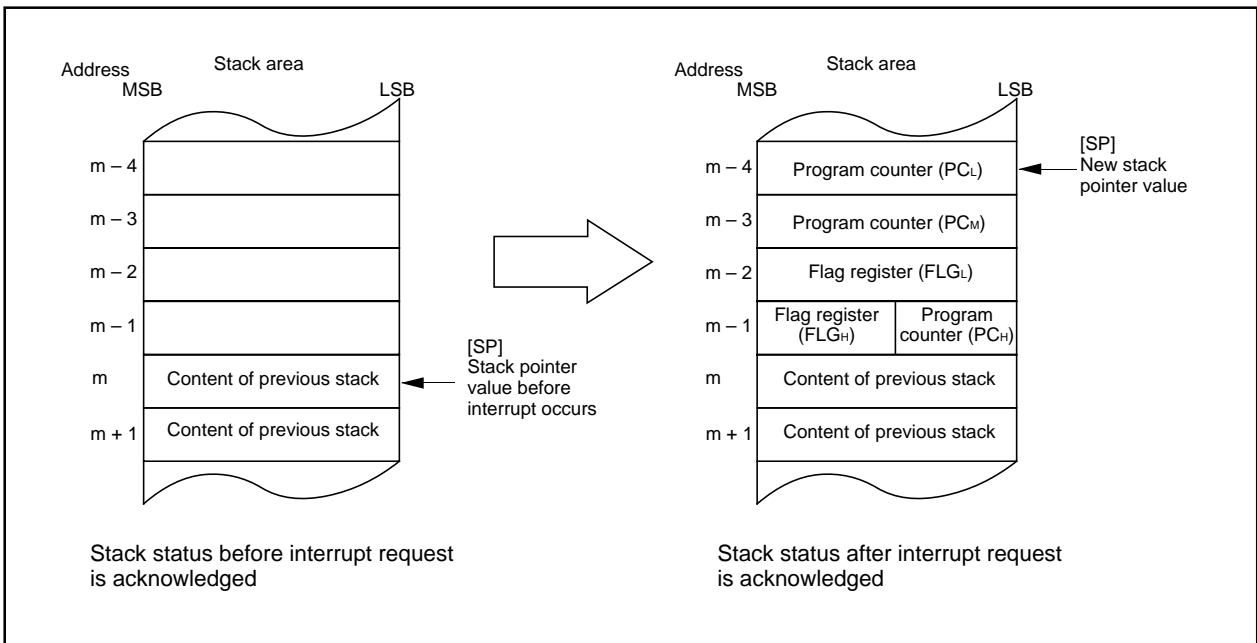 Address
MSB
Stack area
LSB
m – 4
m – 3
m – 2
m – 1
m
Content of previous stack
m + 1
Content of previous stack
[SP]
Stack pointer
value before
interrupt occurs
Stack status before interrupt request
is acknowledged
Address
MSB
Stack area
LSB
m – 4
Program counter (PCL)
m – 3
Program counter (PCM)
m – 2
Flag register (FLGL)
m – 1
Flag register
(FLGH)
Program
counter (PCH)
m
Content of previous stack
m + 1
Content of previous stack
[SP]
New stack
pointer value
Stack status after interrupt request
is acknowledged